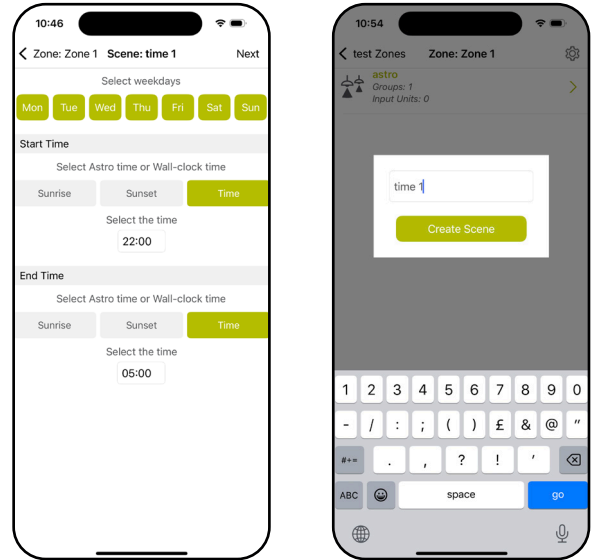 10:46
Zone: Zone 1 Scene: time 1 Next
Select weekdays
Mon Tue Wed Thu Fri Sat Sun
Start Time
Select Astro time or Wall-clock time
Sunrise Sunset Time
Select the time
22:00
End Time
Select Astro time or Wall-clock time
Sunrise Sunset Time
Select the time
05:00
10:54
test Zones Zone: Zone 1
astro
Groups: 1
Input Units: 0
time 1
Create Scene
1 2 3 4 5 6 7 8 9 0
- / : ; ( ) £ & @ "
#+= . , ? ! '
ABC space go